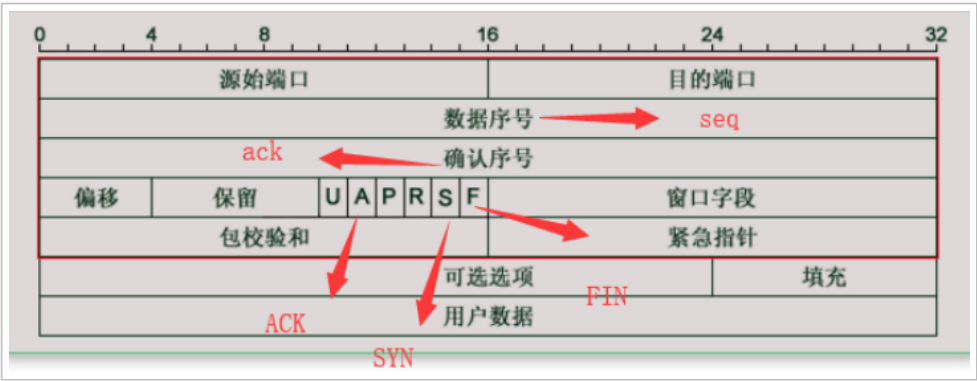 0 4 8 16 24 32
源始端口 目的端口
数据序号 seq
ack 确认序号
偏移 保留 U A P R S F 窗口字段
包校验和 紧急指针
可选选项 填充
FIN
用户数据
ACK
SYN